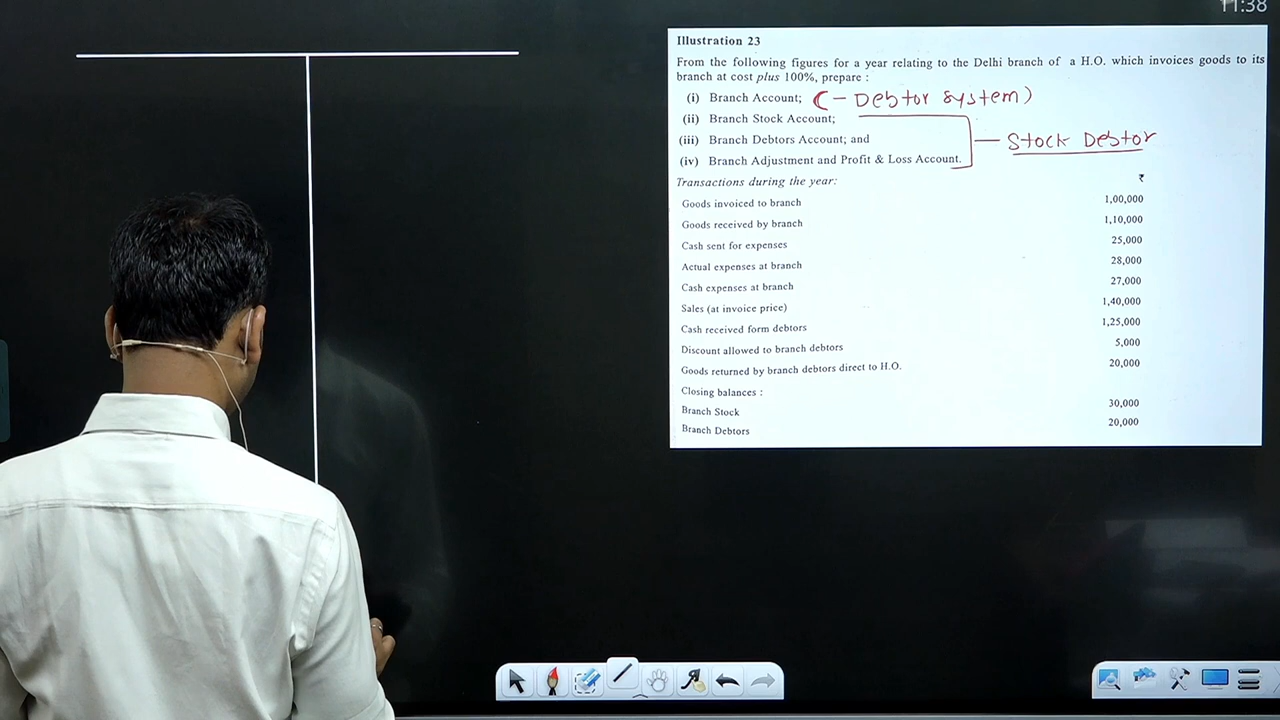 11:38
Illustration 23
From the following figures for a year relating to the Delhi branch of a H.O. which invoices goods to its
branch at cost plus 100%, prepare :
(i) Branch Account; (- Debtor system)
(ii) Branch Stock Account;
(iii) Branch Debtors Account; and
— Stock Debtor
(iv) Branch Adjustment and Profit & Loss Account.
Transactions during the year: ₹
Goods invoiced to branch 1,00,000
Goods received by branch 1,10,000
Cash sent for expenses 25,000
Actual expenses at branch 28,000
Cash expenses at branch 27,000
Sales (at invoice price) 1,40,000
Cash received form debtors 1,25,000
Discount allowed to branch debtors 5,000
Goods returned by branch debtors direct to H.O. 20,000
Closing balances :
Branch Stock 30,000
Branch Debtors 20,000